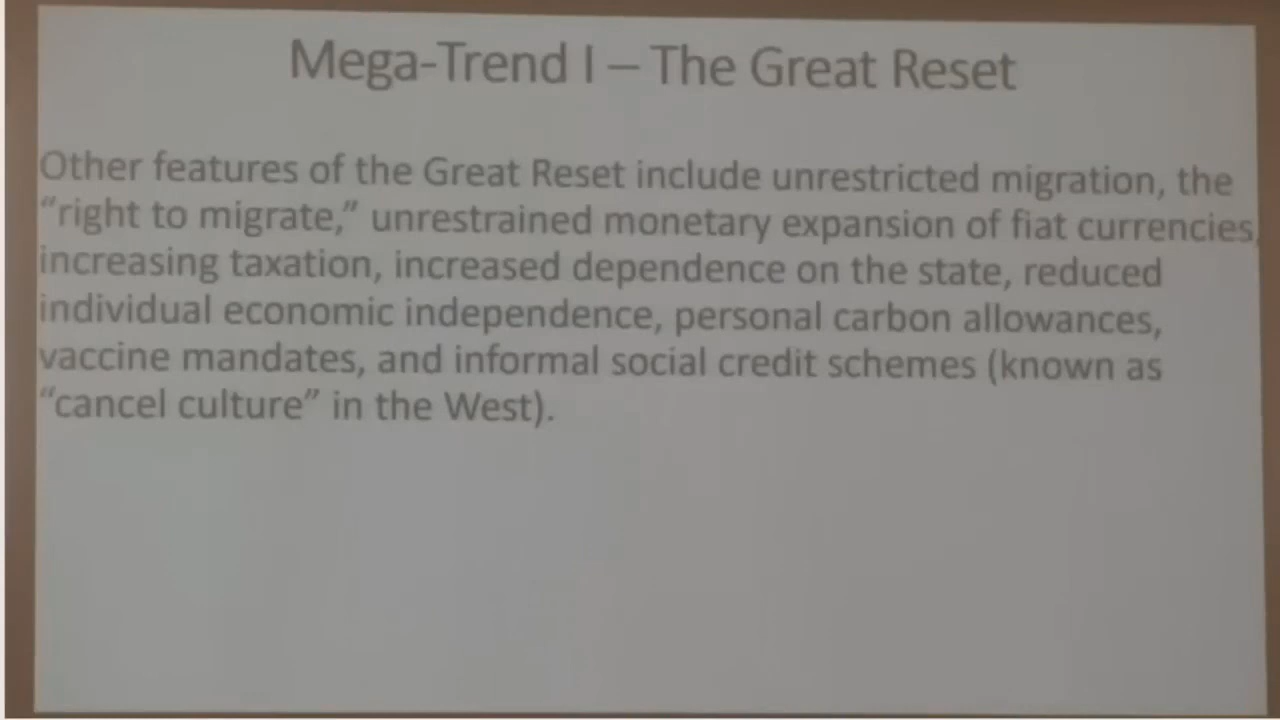 Mega-Trend I – The Great Reset
Other features of the Great Reset include unrestricted migration, the
“right to migrate,” unrestrained monetary expansion of fiat currencies,
increasing taxation, increased dependence on the state, reduced
individual economic independence, personal carbon allowances,
vaccine mandates, and informal social credit schemes (known as
“cancel culture” in the West).